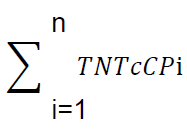 n
∑ TNTcCPi
i=1